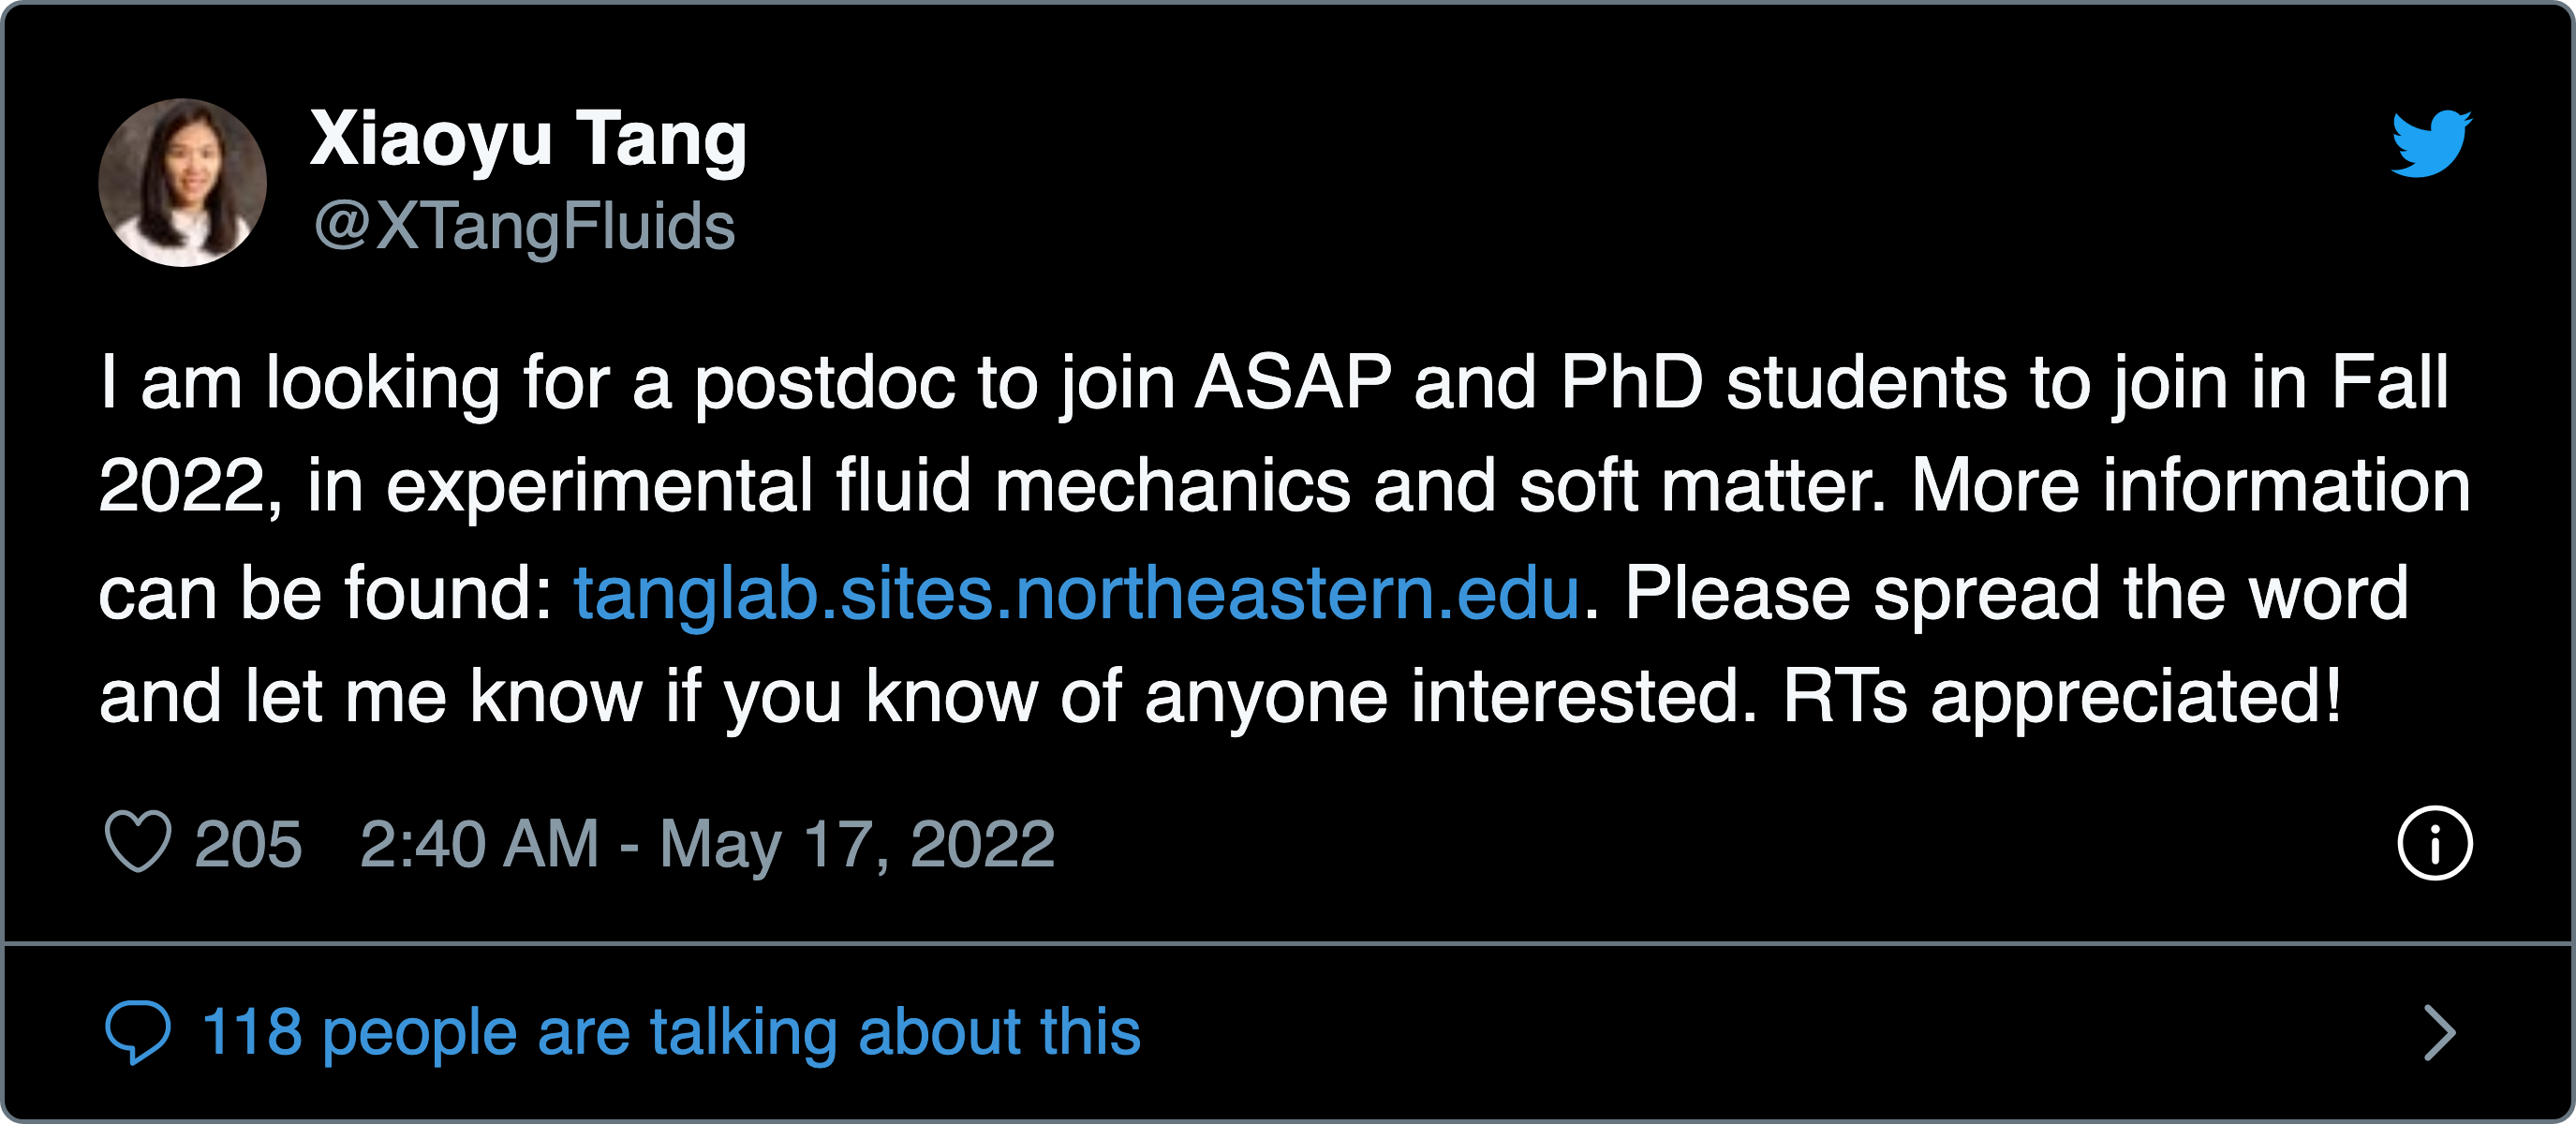 Xiaoyu Tang
@XTangFluids
I am looking for a postdoc to join ASAP and PhD students to join in Fall
2022, in experimental fluid mechanics and soft matter. More information
can be found: tanglab.sites.northeastern.edu. Please spread the word
and let me know if you know of anyone interested. RTs appreciated!
205 2:40 AM - May 17, 2022
118 people are talking about this